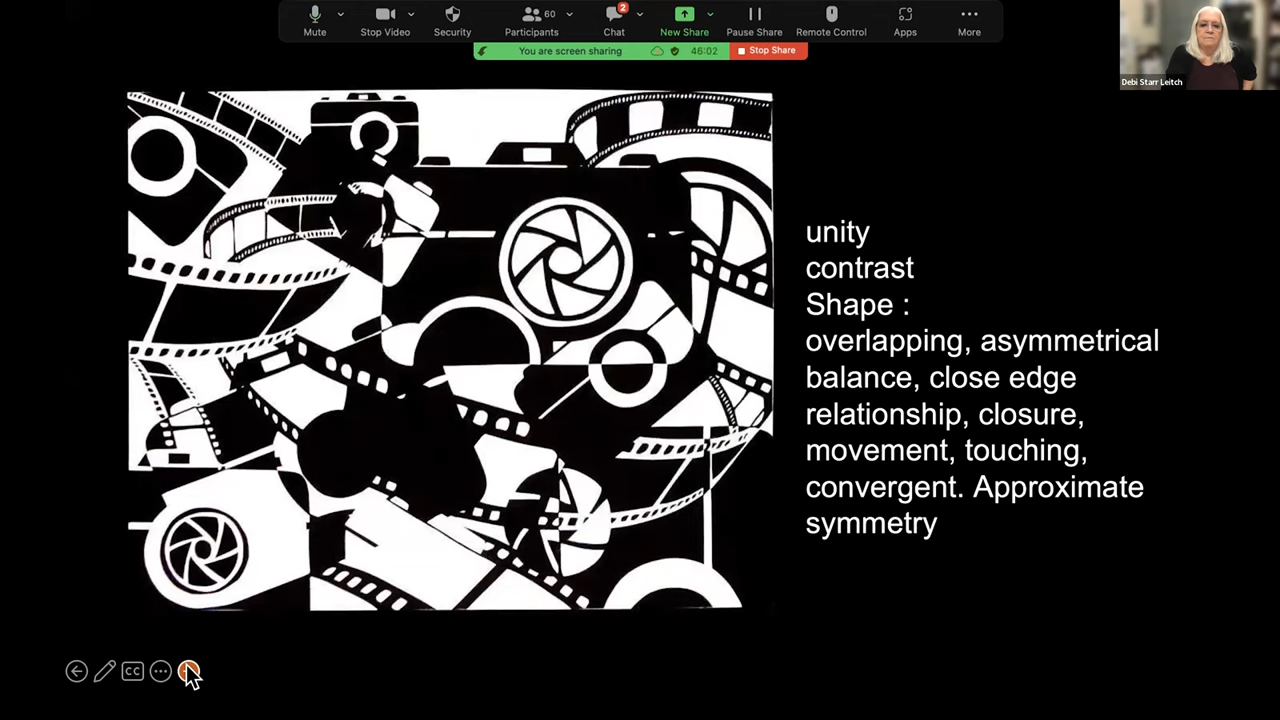 60
2
Mute
Stop Video
Security
Participants
Chat
New Share
Pause Share
Remote Control
Apps
More
You are screen sharing
46:02
Stop Share
Debi Starr Leitch
unity
contrast
Shape :
overlapping, asymmetrical
balance, close edge
relationship, closure,
movement, touching,
convergent. Approximate
symmetry
CC